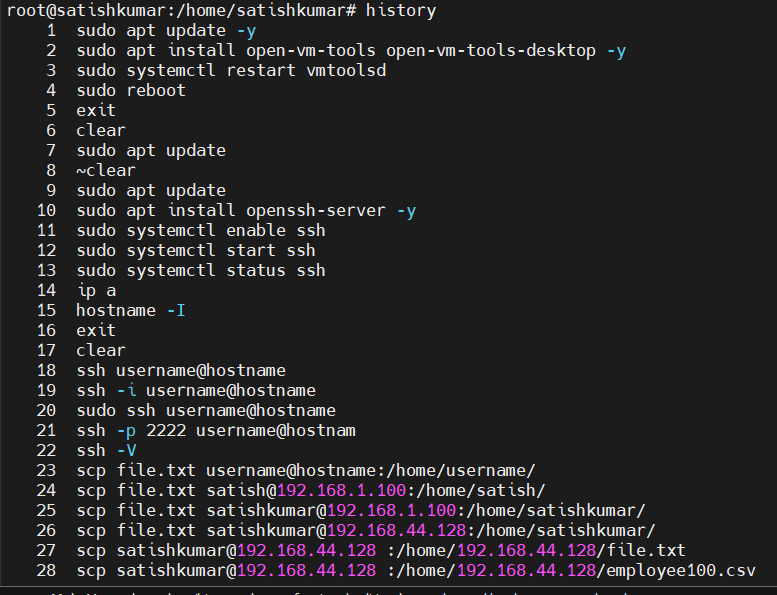 root@satishkumar:/home/satishkumar# history
1 sudo apt update -y
2 sudo apt install open-vm-tools open-vm-tools-desktop -y
3 sudo systemctl restart vmtoolsd
4 sudo reboot
5 exit
6 clear
7 sudo apt update
8 ~clear
9 sudo apt update
10 sudo apt install openssh-server -y
11 sudo systemctl enable ssh
12 sudo systemctl start ssh
13 sudo systemctl status ssh
14 ip a
15 hostname -I
16 exit
17 clear
18 ssh username@hostname
19 ssh -i username@hostname
20 sudo ssh username@hostname
21 ssh -p 2222 username@hostnam
22 ssh -V
23 scp file.txt username@hostname:/home/username/
24 scp file.txt satish@192.168.1.100:/home/satish/
25 scp file.txt satishkumar@192.168.1.100:/home/satishkumar/
26 scp file.txt satishkumar@192.168.44.128:/home/satishkumar/
27 scp satishkumar@192.168.44.128 :/home/192.168.44.128/file.txt
28 scp satishkumar@192.168.44.128 :/home/192.168.44.128/employee100.csv